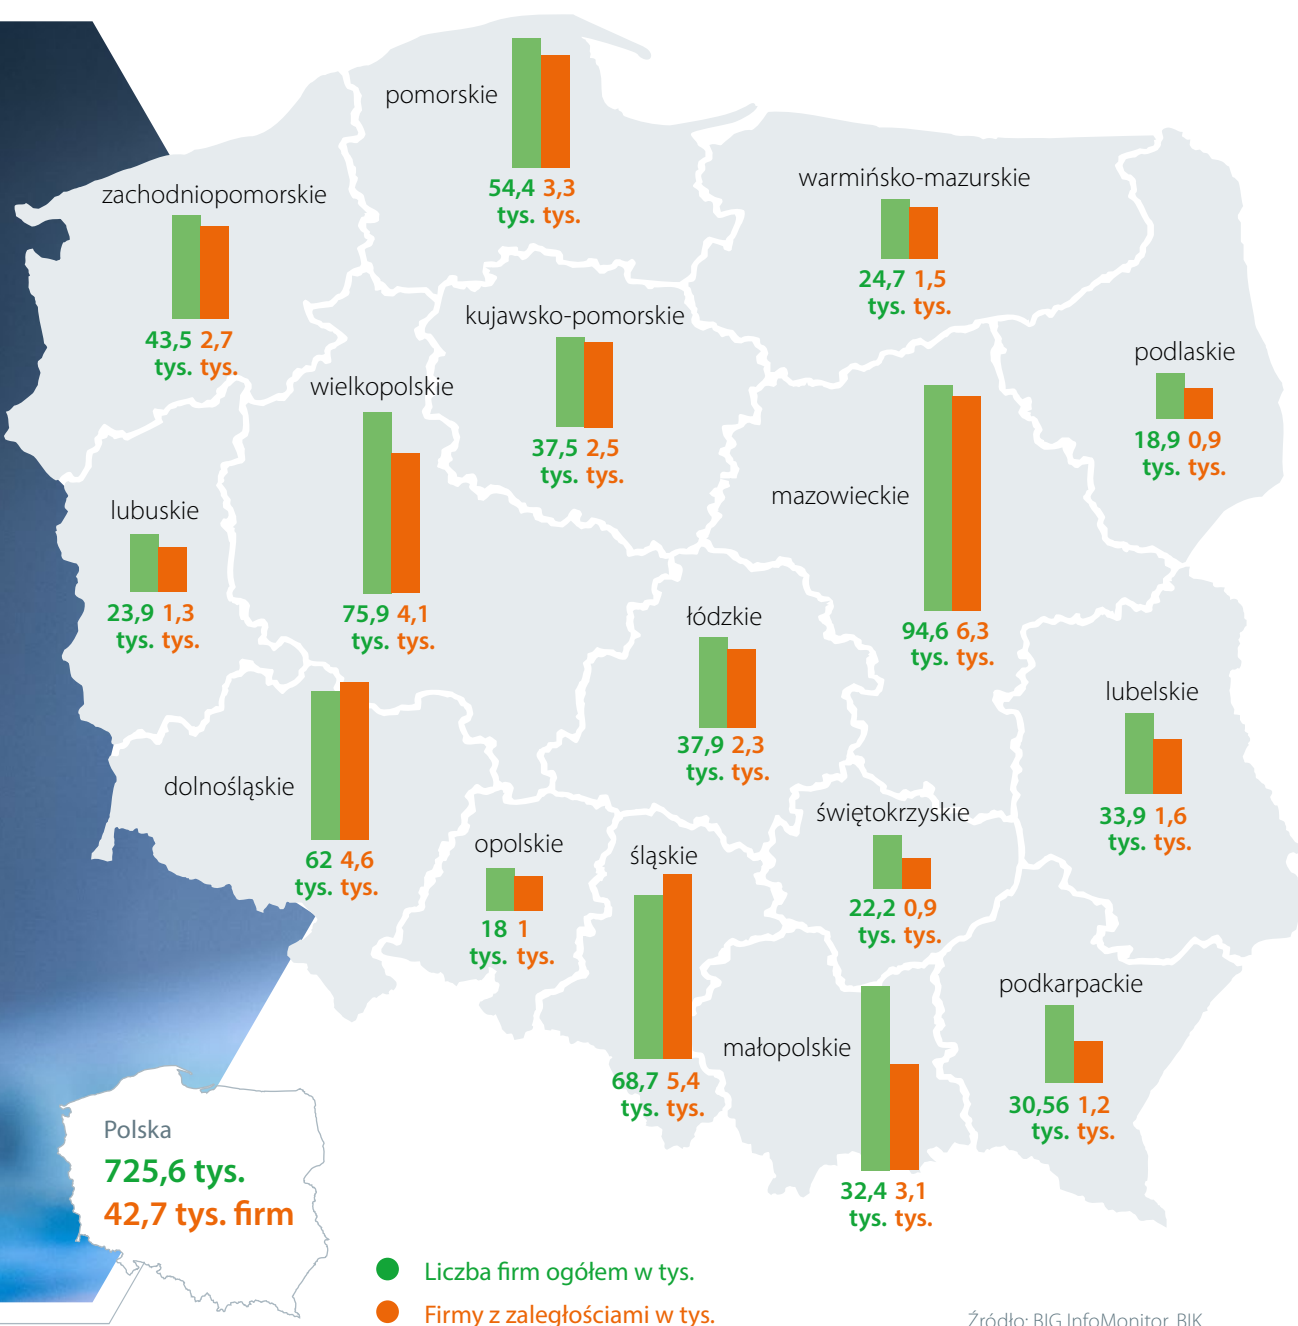 pomorskie
54,4 3,3
tys. tys.
zachodniopomorskie
43,5 2,7
tys. tys.
warmińsko-mazurskie
24,7 1,5
tys. tys.
kujawsko-pomorskie
37,5 2,5
tys. tys.
podlaskie
18,9 0,9
tys. tys.
wielkopolskie
75,9 4,1
tys. tys.
mazowieckie
94,6 6,3
tys. tys.
lubuskie
23,9 1,3
tys. tys.
łódzkie
37,9 2,3
tys. tys.
lubelskie
33,9 1,6
tys. tys.
dolnośląskie
62 4,6
tys. tys.
opolskie
18 1
tys. tys.
śląskie
68,7 5,4
tys. tys.
świętokrzyskie
22,2 0,9
tys. tys.
małopolskie
32,4 3,1
tys. tys.
podkarpackie
30,56 1,2
tys. tys.
Polska
725,6 tys.
42,7 tys. firm
Liczba firm ogółem w tys.
Firmy z zaległościami w tys.
Źródło: BIG InfoMonitor, BIK